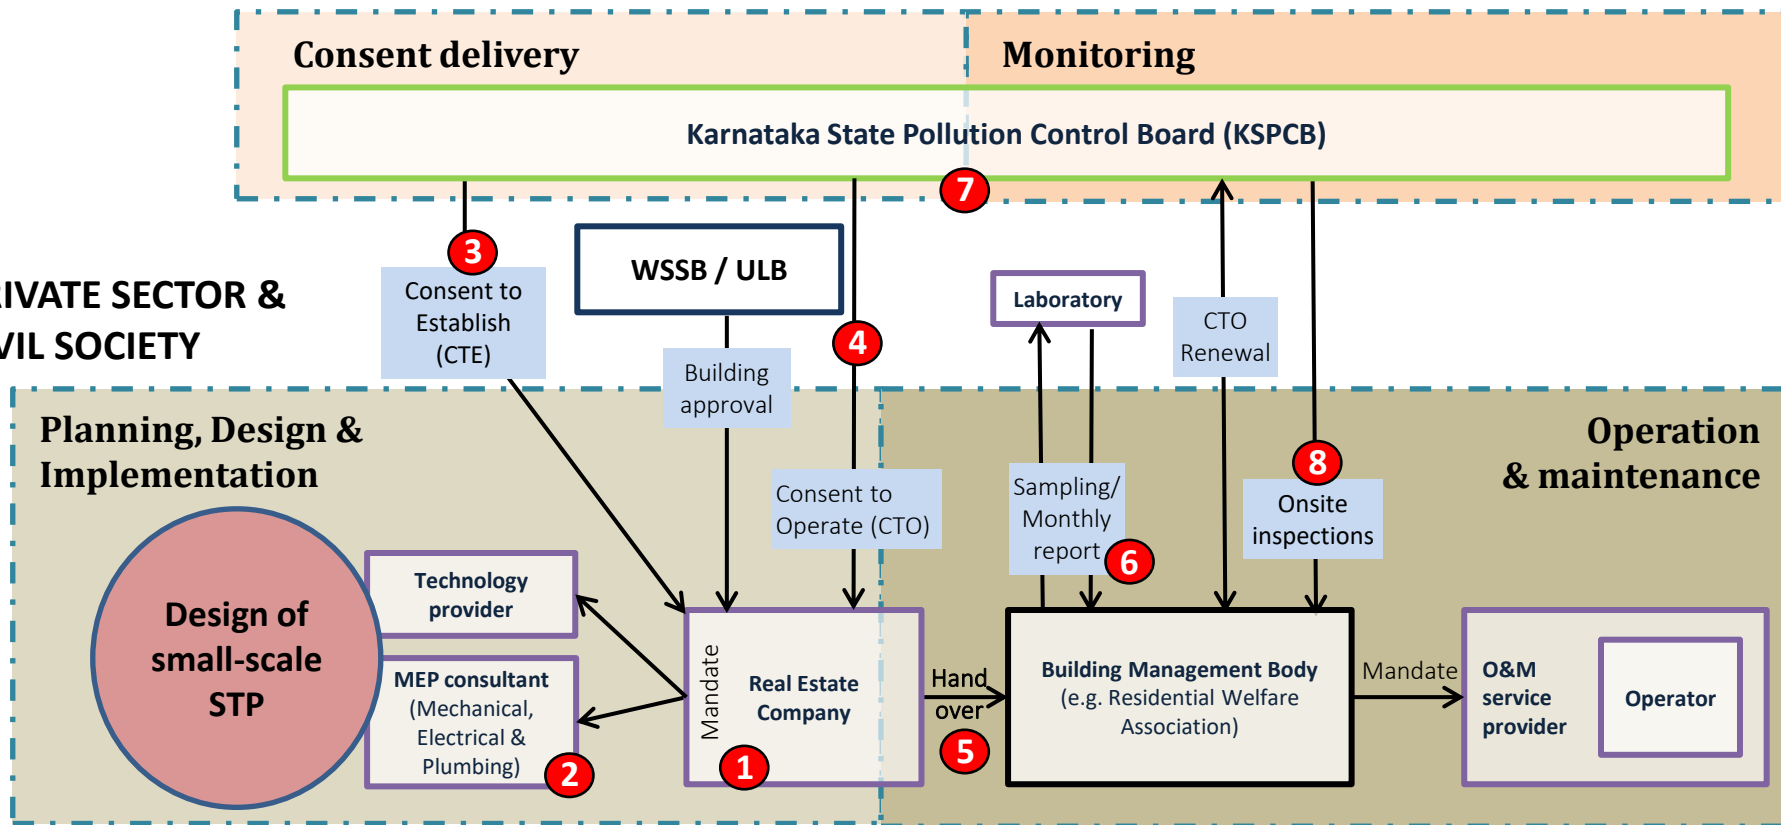 Consent delivery
Monitoring
Karnataka State Pollution Control Board (KSPCB)
7
3
WSSB / ULB
RIVATE SECTOR &
VIL SOCIETY
Consent to
Establish
(CTE)
4
Laboratory
CTO
Renewal
Building
approval
Planning, Design &
Implementation
Operation
& maintenance
8
Consent to
Operate (CTO)
Sampling/
Monthly
report
6
Onsite
inspections
Design of
small-scale
STP
Technology
provider
MEP consultant
(Mechanical,
Electrical &
Plumbing)
2
Mandate
Real Estate
Company
1
Hand
over
5
Building Management Body
(e.g. Residential Welfare
Association)
Mandate
O&M
service
provider
Operator